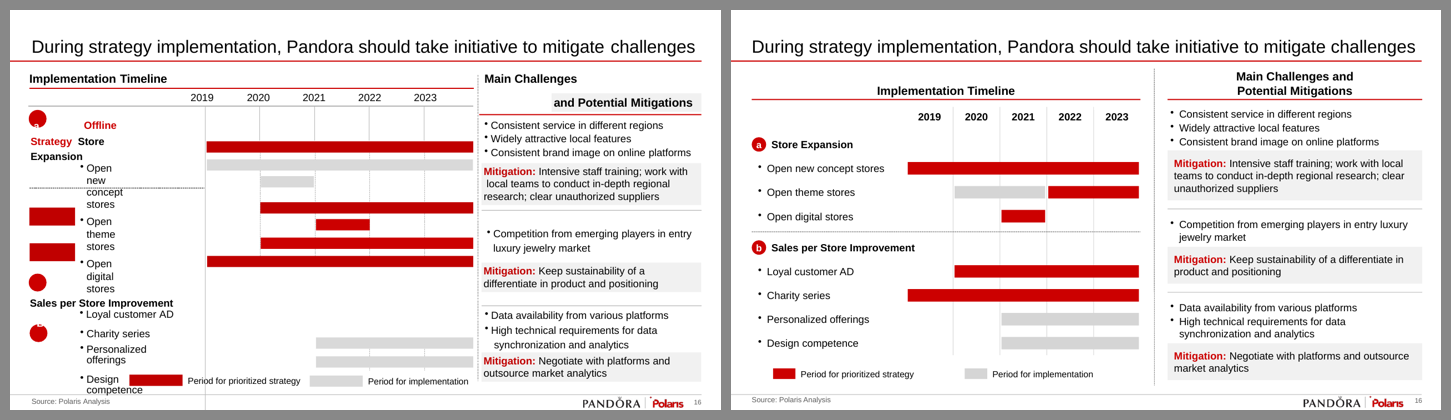 During strategy implementation, Pandora should take initiative to mitigate challenges
Implementation Timeline
2019 2020 2021 2022 2023
a Offline
Strategy Store
Expansion
• Open
new
concept
stores
• Open
theme
stores
• Open
digital
stores
Sales per Store Improvement
• Loyal customer AD
• Charity series
• Personalized
offerings
• Design
competence
Period for prioritized strategy Period for implementation
Main Challenges
and Potential Mitigations
• Consistent service in different regions
• Widely attractive local features
• Consistent brand image on online platforms
Mitigation: Intensive staff training; work with
local teams to conduct in-depth regional
research; clear unauthorized suppliers
• Competition from emerging players in entry
luxury jewelry market
Mitigation: Keep sustainability of a
differentiate in product and positioning
• Data availability from various platforms
• High technical requirements for data
synchronization and analytics
Mitigation: Negotiate with platforms and
outsource market analytics
Source: Polaris Analysis
PANDÖRA Polaris 16
During strategy implementation, Pandora should take initiative to mitigate challenges
Implementation Timeline
2019 2020 2021 2022 2023
a Store Expansion
• Open new concept stores
• Open theme stores
• Open digital stores
b Sales per Store Improvement
• Loyal customer AD
• Charity series
• Personalized offerings
• Design competence
Period for prioritized strategy Period for implementation
Main Challenges and
Potential Mitigations
• Consistent service in different regions
• Widely attractive local features
• Consistent brand image on online platforms
Mitigation: Intensive staff training; work with local
teams to conduct in-depth regional research; clear
unauthorized suppliers
• Competition from emerging players in entry luxury
jewelry market
Mitigation: Keep sustainability of a differentiate in
product and positioning
• Data availability from various platforms
• High technical requirements for data
synchronization and analytics
Mitigation: Negotiate with platforms and outsource
market analytics
Source: Polaris Analysis
PANDÖRA Polaris 16